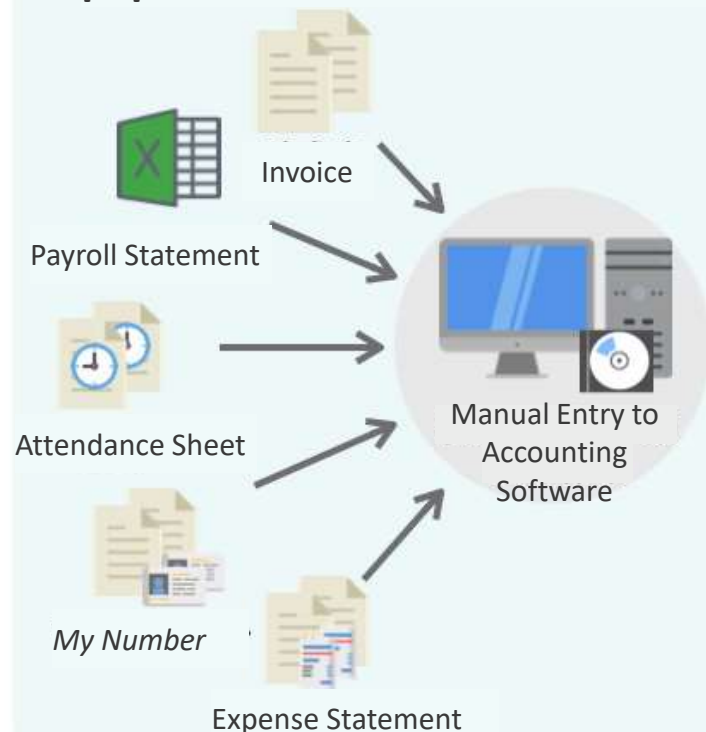 Invoice
Payroll Statement
Attendance Sheet
My Number
Expense Statement
Manual Entry to
Accounting
Software